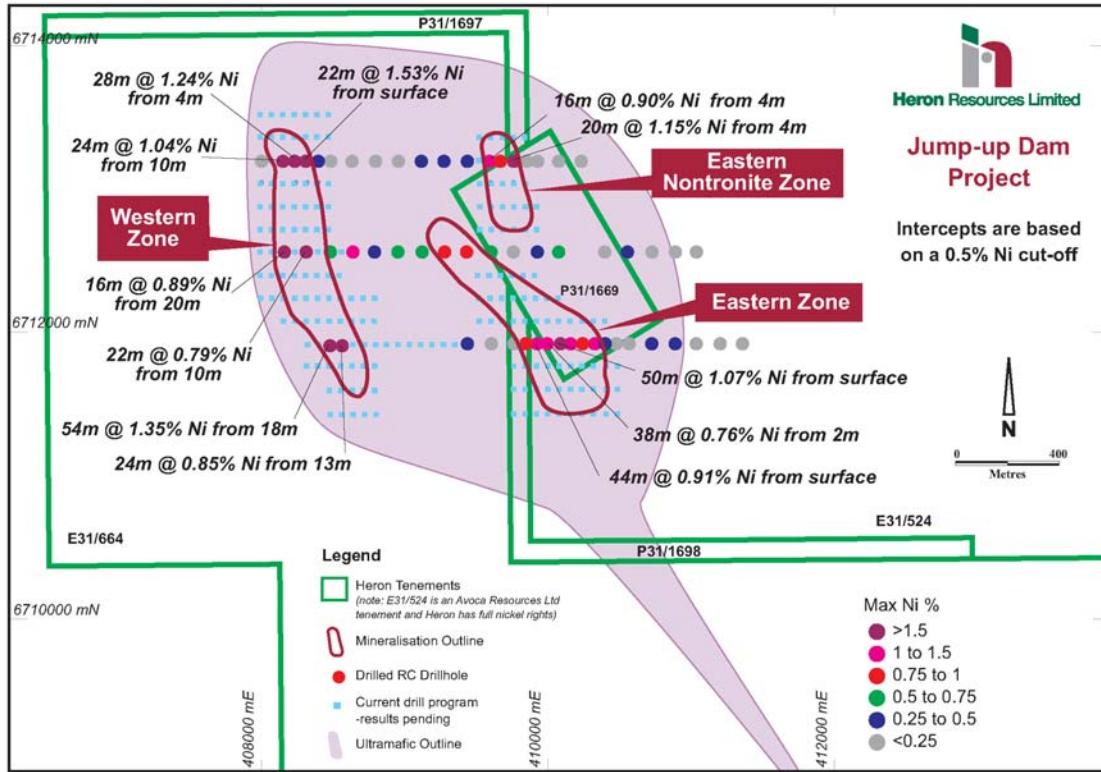 P31/1697
6714000 mN
28m @ 1.24% Ni
from 4m
22m @ 1.53% Ni
from surface
16m @ 0.90% Ni from 4m
20m @ 1.15% Ni from 4m
24m @ 1.04% Ni
from 10m
Heron Resources Limited
Jump-up Dam
Project
Intercepts are based
on a 0.5% Ni cut-off
Eastern
Nontronite Zone
Western
Zone
16m @ 0.89% Ni
from 20m
P31/1669
Eastern Zone
6712000 mN
22m @ 0.79% Ni
from 10m
50m @ 1.07% Ni from surface
54m @ 1.35% Ni from 18m
38m @ 0.76% Ni from 2m
24m @ 0.85% Ni from 13m
44m @ 0.91% Ni from surface
N
0 400
Metres
E31/664
E31/524
P31/1698
6710000 mN
Legend
Heron Tenements
(note: E31/524 is an Avoca Resources Ltd
tenement and Heron has full nickel rights)
Mineralisation Outline
Drilled RC Drillhole
Current drill program
-results pending
Ultramafic Outline
Max Ni %
>1.5
1 to 1.5
0.75 to 1
0.5 to 0.75
0.25 to 0.5
<0.25
408000 mE
410000 mE
412000 mE